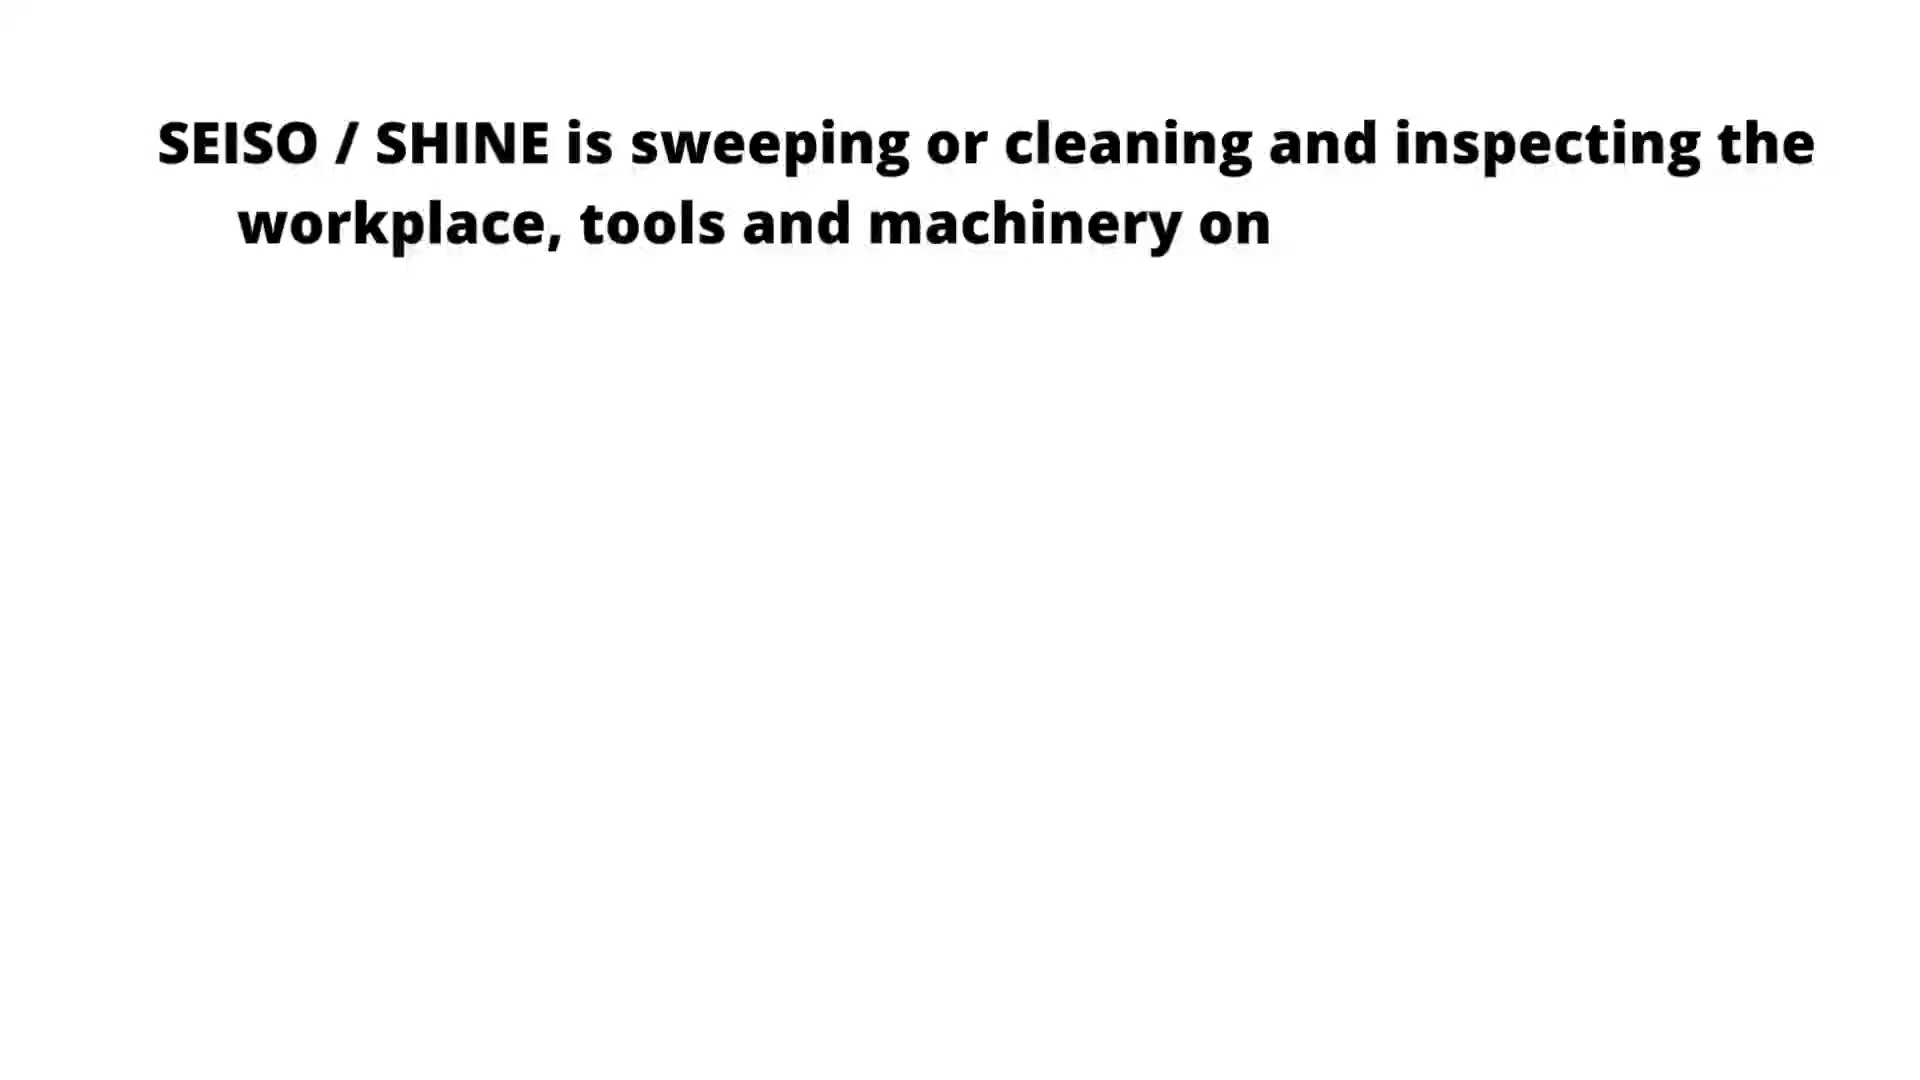 SEISO / SHINE is sweeping or cleaning and inspecting the
workplace, tools and machinery on